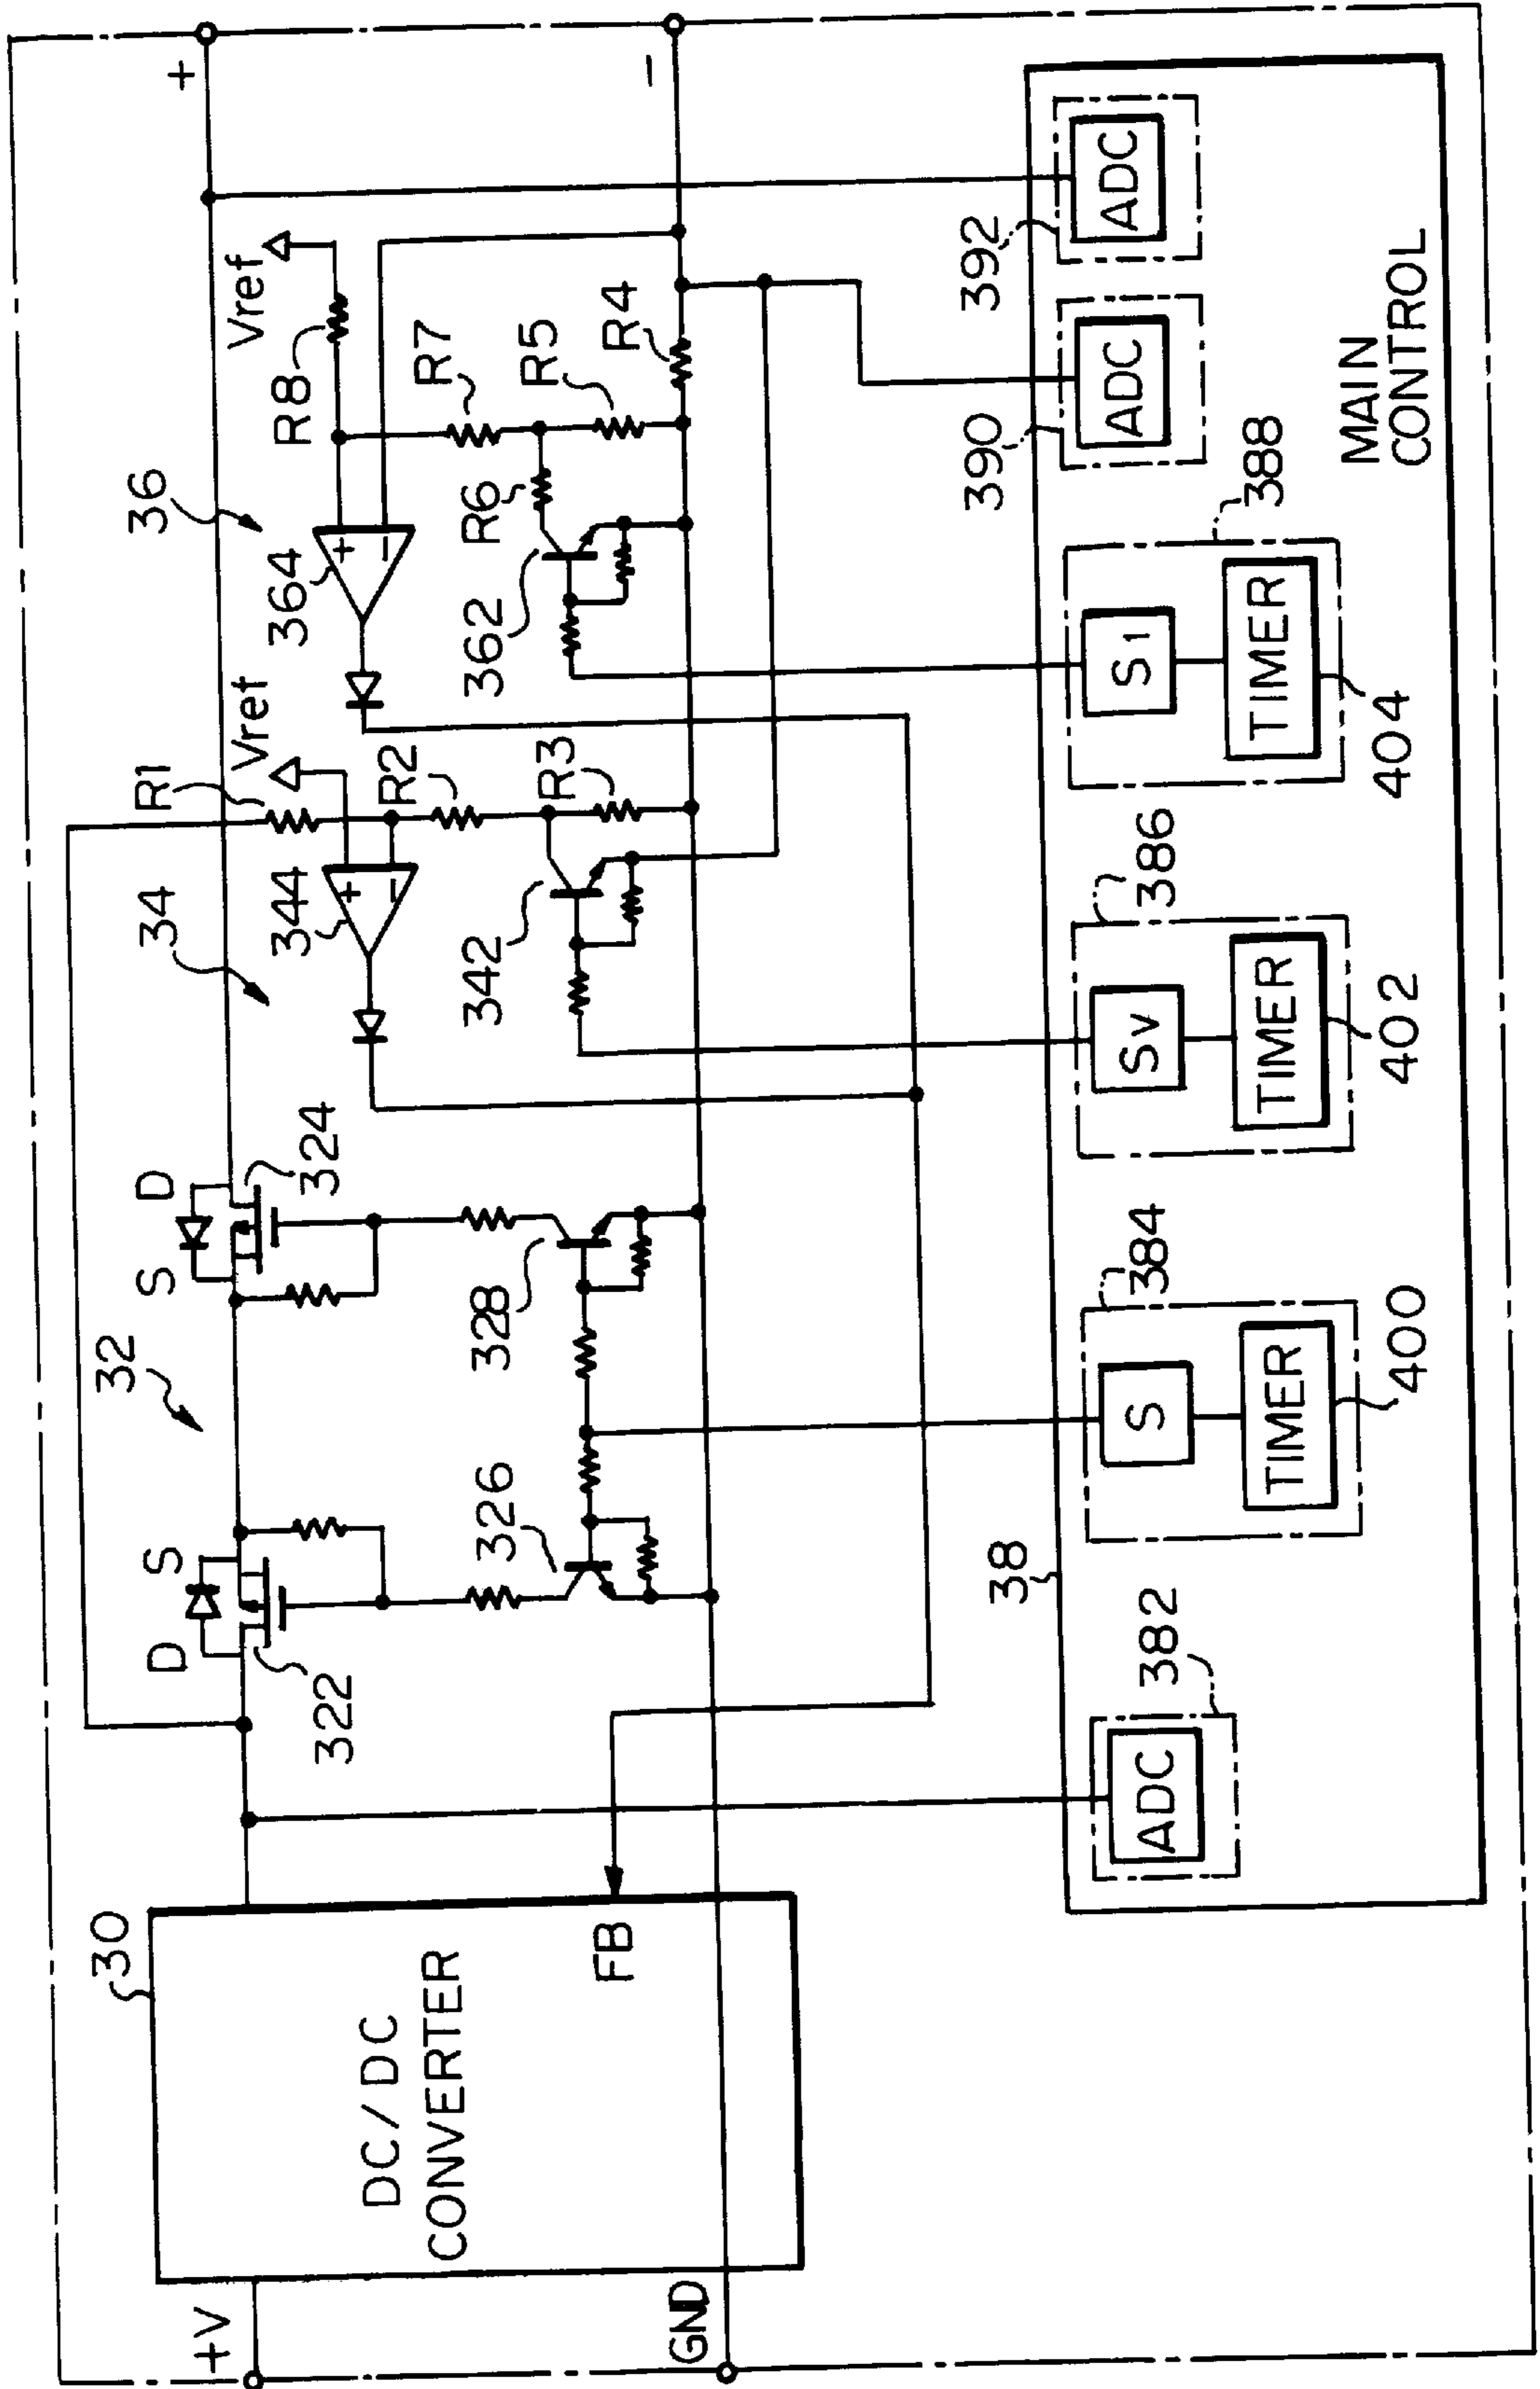 30
DC/DC
CONVERTER
FB
+V
GND
32
D
S
322
S
D
324
326
328
34
R1
Vref
344
R2
R3
342
+
−
36
364
+
−
R8
Vref
R7
R6
R5
R4
362
+
−
38
382
ADC
384
S
TIMER
400
386
SV
TIMER
402
388
S1
TIMER
404
390
ADC
392
ADC
MAIN
CONTROL